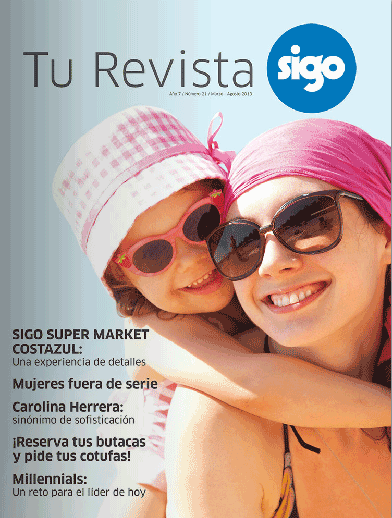 Tu Revista
sigo
Año 7 / Número 21 / Marzo - Agosto 2013
SIGO SUPER MARKET
COSTAZUL:
Una experiencia de detalles
Mujeres fuera de serie
Carolina Herrera:
sinónimo de sofisticación
¡Reserva tus butacas
y pide tus cotufas!
Millennials:
Un reto para el líder de hoy